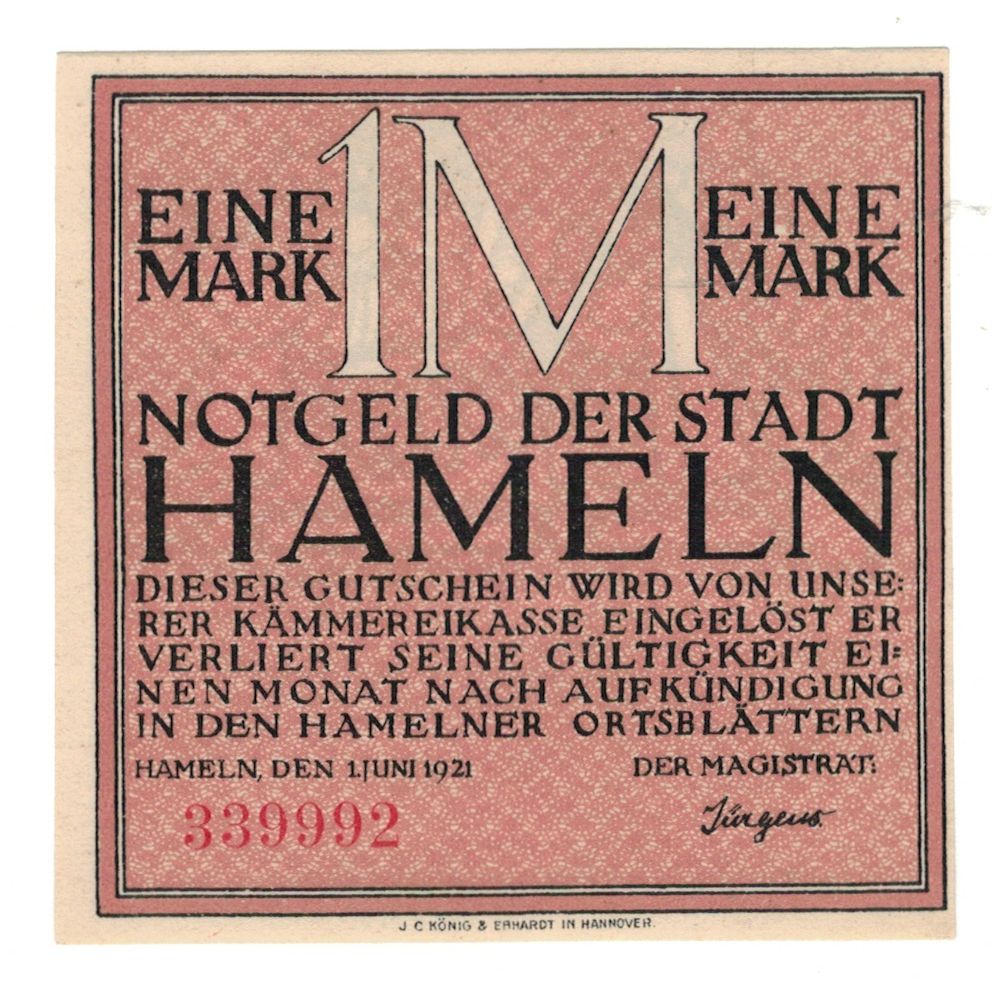 1M
EINE
MARK
EINE
MARK
NOTGELD DER STADT
HAMELN
DIESER GUTSCHEIN WIRD VON UNSE=
RER KÄMMEREIKASSE EINGELÖST ER
VERLIERT SEINE GÜLTIGKEIT EI=
NEN MONAT NACH AUFKÜNDIGUNG
IN DEN HAMELNER ORTSBLÄTTERN
HAMELN, DEN 1.JUNI 1921
DER MAGISTRAT:
339992
Jürgens.
J C KÖNIG & EBHARDT IN HANNOVER.